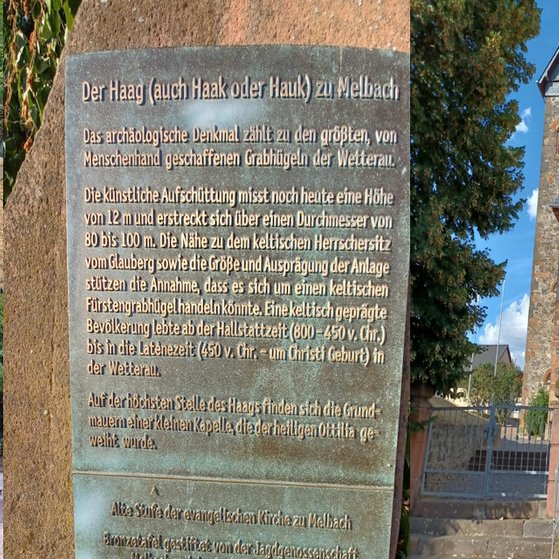 Der Haag (auch Haak oder Hauk) zu Melbach
Das archäologische Denkmal zählt zu den größten, von
Menschenhand geschaffenen Grabhügeln der Wetterau.
Die künstliche Aufschüttung misst noch heute eine Höhe
von 12 m und erstreckt sich über einen Durchmesser von
80 bis 100 m. Die Nähe zu dem keltischen Herrschersitz
vom Glauberg sowie die Größe und Ausprägung der Anlage
stützen die Annahme, dass es sich um einen keltischen
Fürstengrabhügel handeln könnte. Eine keltisch geprägte
Bevölkerung lebte ab der Hallstattzeit (800 - 450 v. Chr.)
bis in die Latènezeit (450 v. Chr. - um Christi Geburt) in
der Wetterau.
Auf der höchsten Stelle des Haags finden sich die Grund-
mauern einer kleinen Kapelle, die der heiligen Ottilia ge-
weiht wurde.
Alte Stufe der evangelischen Kirche zu Melbach
Bronzetafel gestiftet von der Jagdgenossenschaft